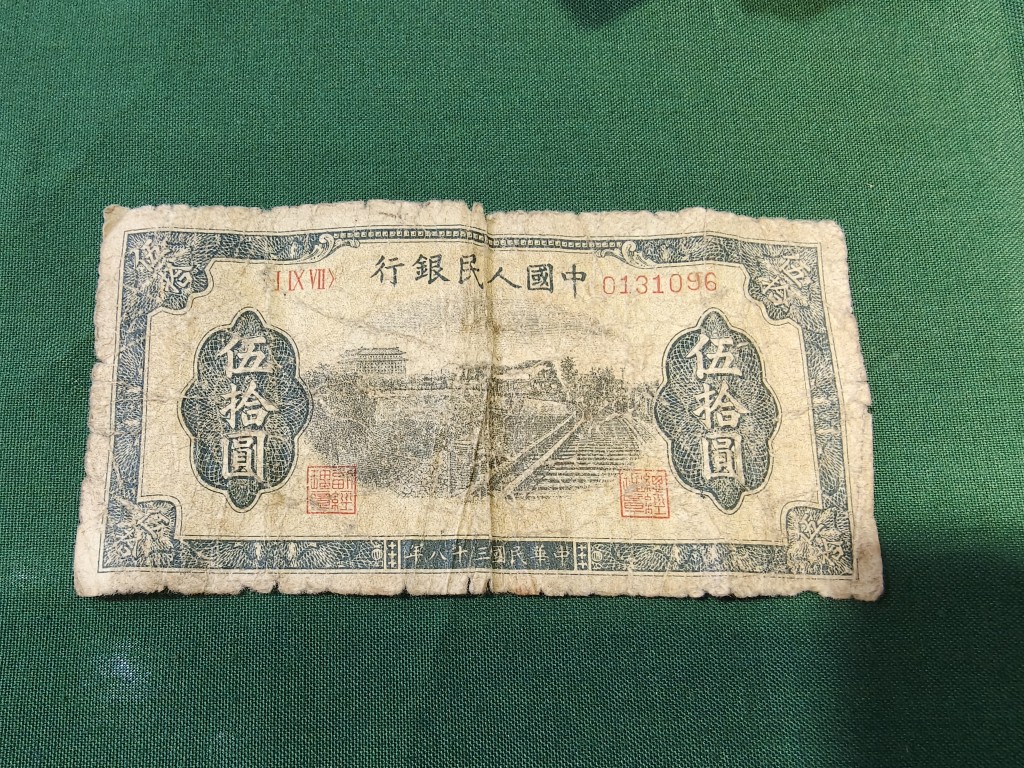 中國人民銀行
〈I IX VII〉
0131096
伍拾圓
伍拾圓
中華民國三十八年